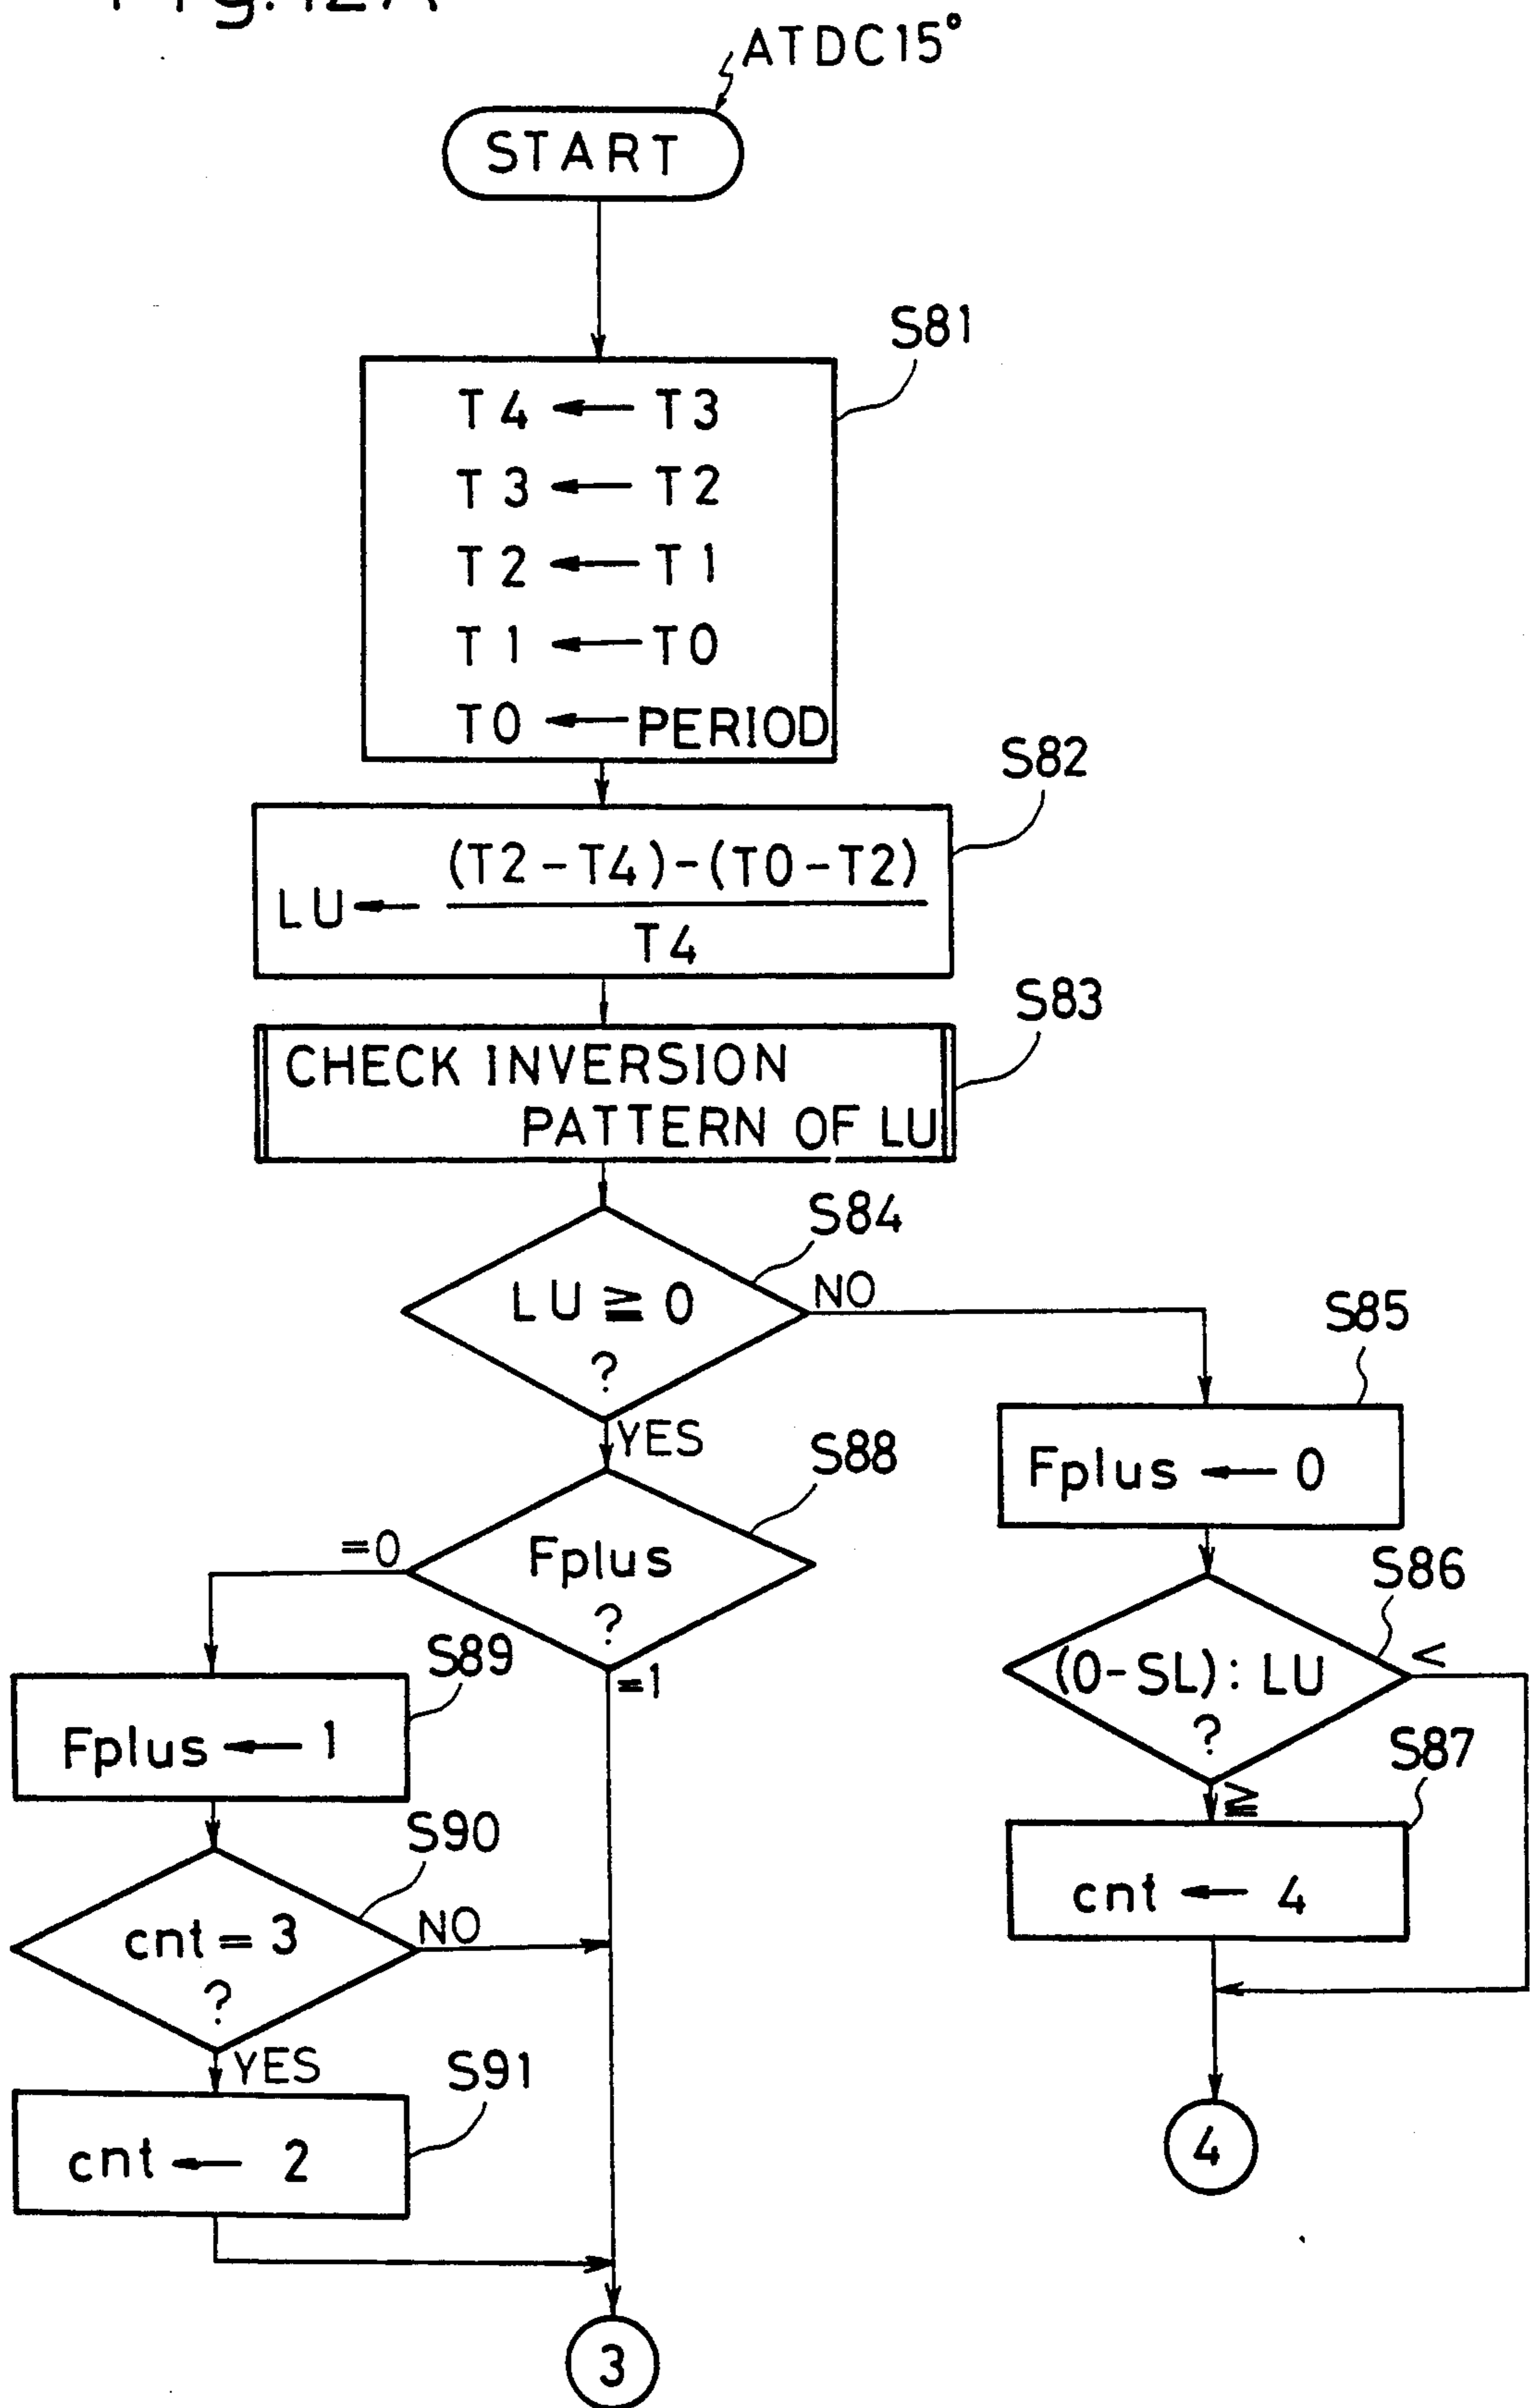 Fig.12A
ATDC15°
START
S81
T4 ← T3
T3 ← T2
T2 ← T1
T1 ← T0
T0 ← PERIOD
S82
LU ← (T2-T4)-(T0-T2)
T4
S83
CHECK INVERSION
PATTERN OF LU
S84
LU ≧ 0
?
NO
YES
S85
Fplus ← 0
S88
Fplus
?
=0
=1
S86
(0-SL): LU
?
<
≧
S89
Fplus ← 1
S87
cnt ← 4
S90
cnt = 3
?
NO
YES
S91
cnt ← 2
4
3